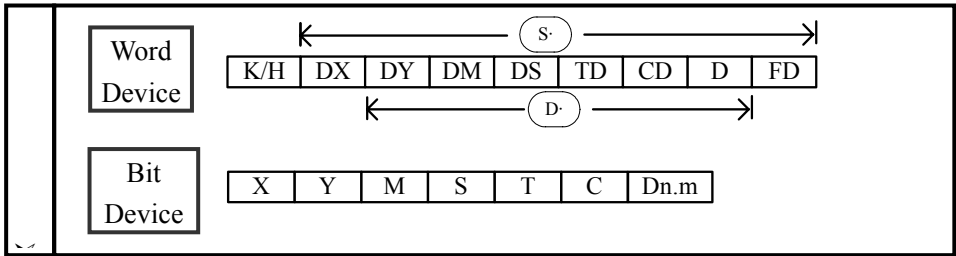 Word Device
S·
K/H DX DY DM DS TD CD D FD
D·
Bit Device
X Y M S T C Dn.m